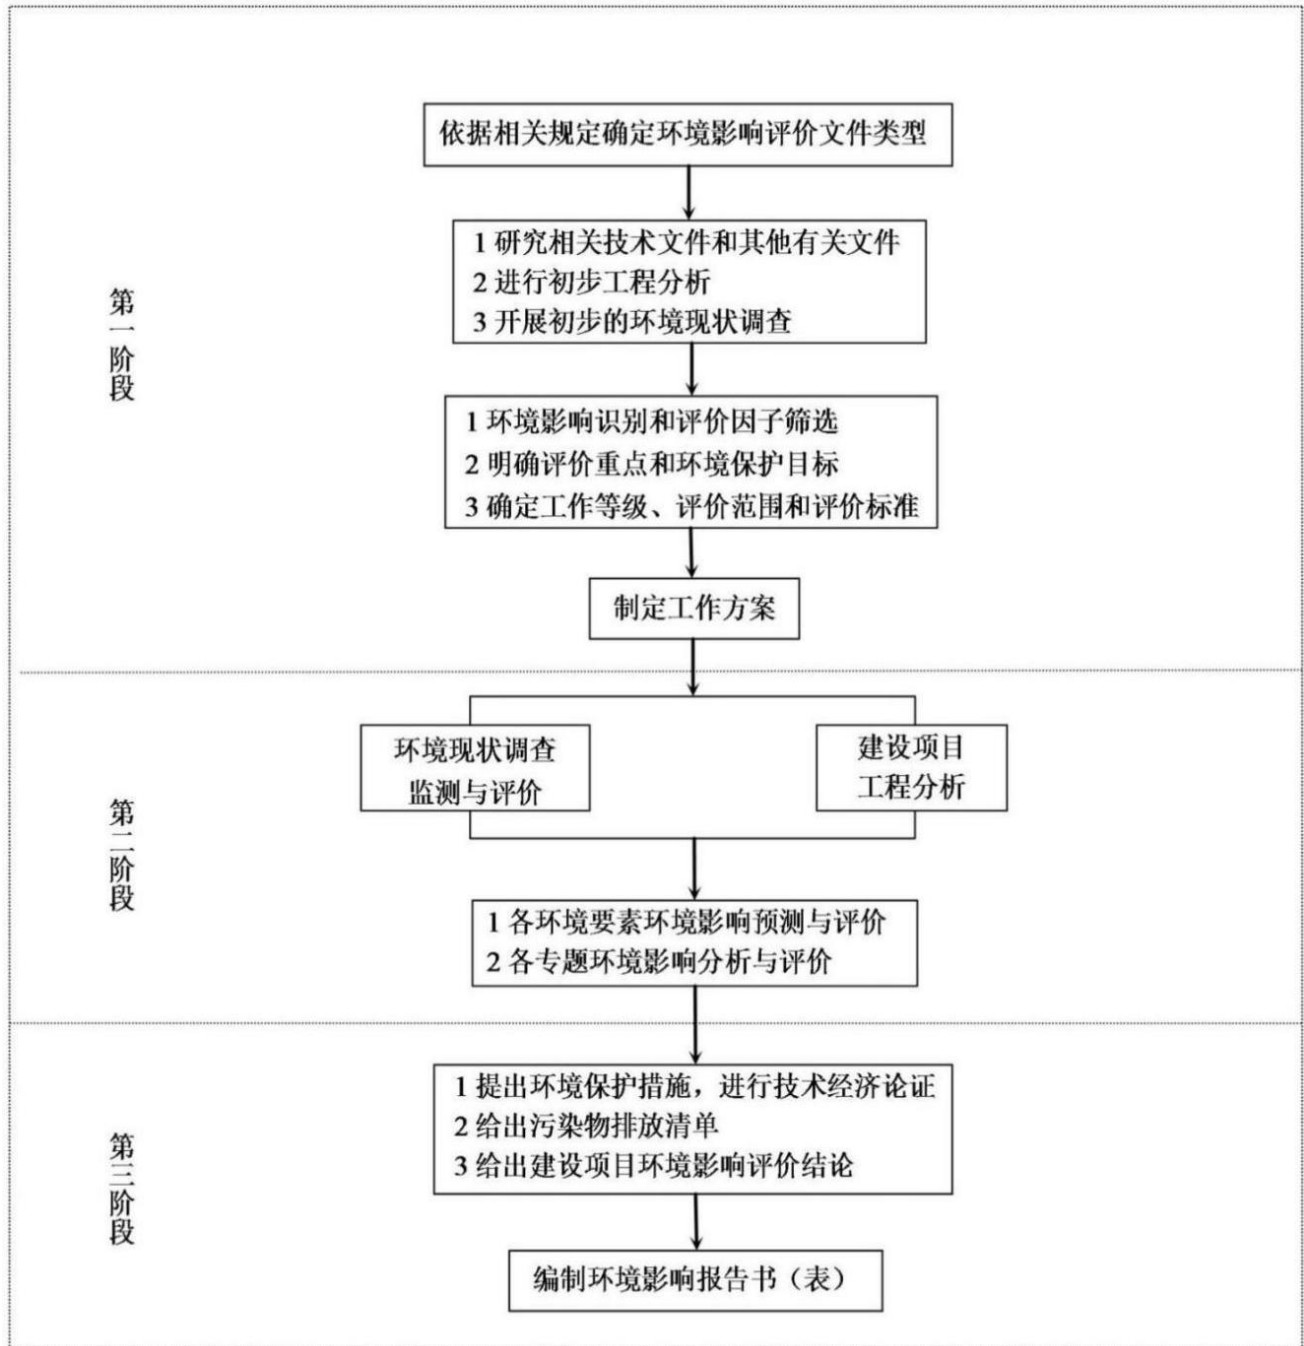 依据相关规定确定环境影响评价文件类型
1 研究相关技术文件和其他有关文件
2 进行初步工程分析
3 开展初步的环境现状调查
第一阶段
1 环境影响识别和评价因子筛选
2 明确评价重点和环境保护目标
3 确定工作等级、评价范围和评价标准
制定工作方案
环境现状调查
监测与评价
建设项目
工程分析
第二阶段
1 各环境要素环境影响预测与评价
2 各专题环境影响分析与评价
1 提出环境保护措施，进行技术经济论证
2 给出污染物排放清单
3 给出建设项目环境影响评价结论
第三阶段
编制环境影响报告书（表）